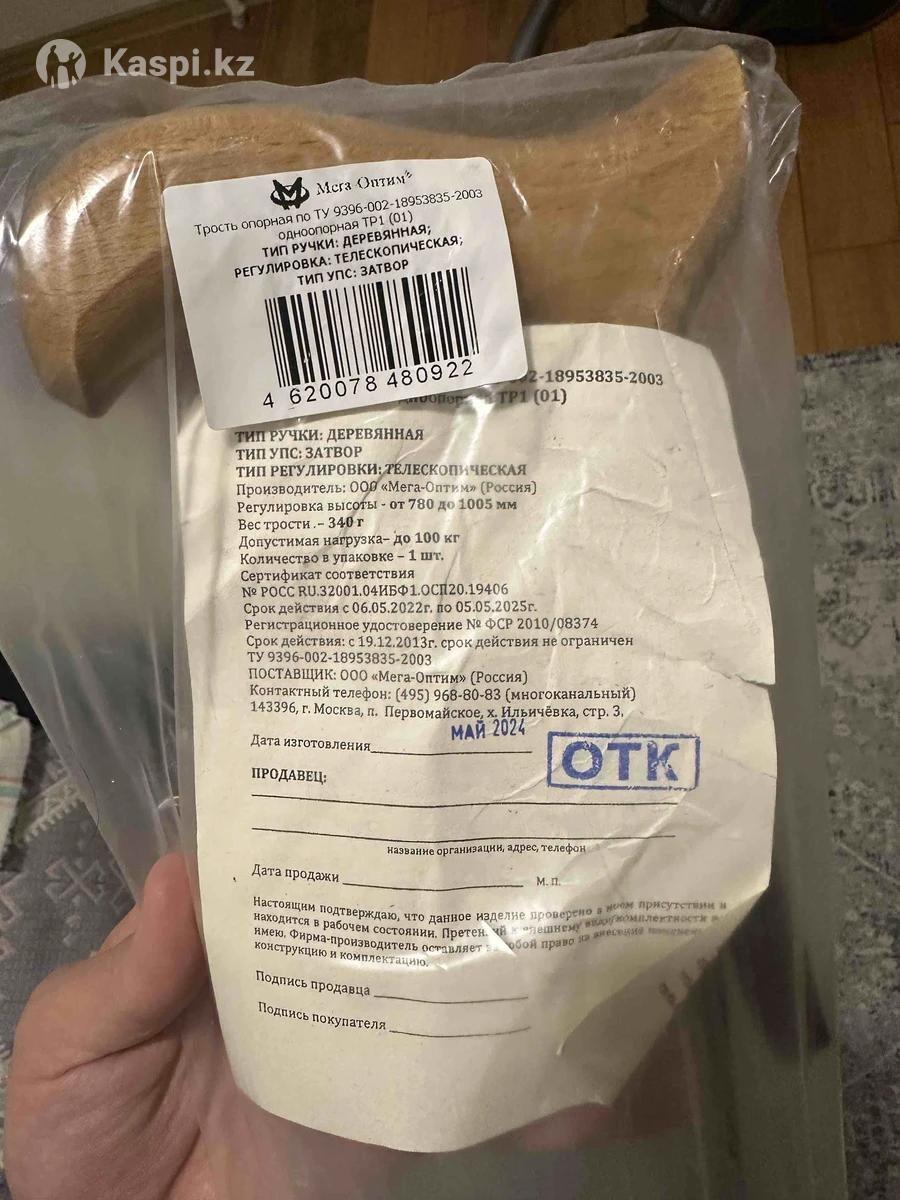 Kaspi.kz
Мега-Оптим®
Трость опорная по ТУ 9396-002-18953835-2003
одноопорная ТР1 (01)
ТИП РУЧКИ: ДЕРЕВЯННАЯ;
РЕГУЛИРОВКА: ТЕЛЕСКОПИЧЕСКАЯ;
ТИП УПС: ЗАТВОР
4 620078 480922
02-18953835-2003
ТР1 (01)
ТИП РУЧКИ: ДЕРЕВЯННАЯ
ТИП УПС: ЗАТВОР
ТИП РЕГУЛИРОВКИ: ТЕЛЕСКОПИЧЕСКАЯ
Производитель: ООО «Мега-Оптим» (Россия)
Регулировка высоты - от 780 до 1005 мм
Вес трости .– 340 г
Допустимая нагрузка– до 100 кг
Количество в упаковке – 1 шт.
Сертификат соответствия
№ РОСС RU.32001.04ИБФ1.ОСП20.19406
Срок действия с 06.05.2022г. по 05.05.2025г.
Регистрационное удостоверение № ФСР 2010/08374
Срок действия: с 19.12.2013г. срок действия не ограничен
ТУ 9396-002-18953835-2003
ПОСТАВЩИК: ООО «Мега-Оптим» (Россия)
Контактный телефон: (495) 968-80-83 (многоканальный)
143396, г. Москва, п. Первомайское, х. Ильичёвка, стр. 3,
Дата изготовления МАЙ 2024
ОТК
ПРОДАВЕЦ:
название организации, адрес, телефон
Дата продажи М. П.
Настоящим подтверждаю, что данное изделие проверено в моем присутствии и
находится в рабочем состоянии. Претензий к внешнему виду/комплектности
имею. Фирма-производитель оставляет за собой право на внесение
конструкцию и комплектацию.
Подпись продавца
Подпись покупателя